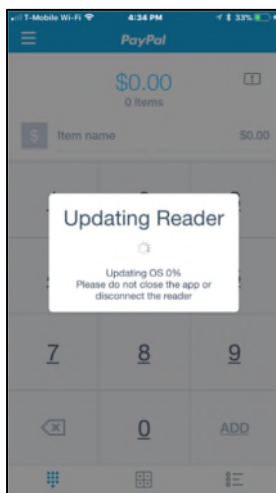 T-Mobile Wi-Fi 4:34 PM 33%
PayPal
$0.00
0 items
S Item name $0.00
Updating Reader
Updating OS 0%
Please do not close the app or
disconnect the reader
7 8 9
0 ADD